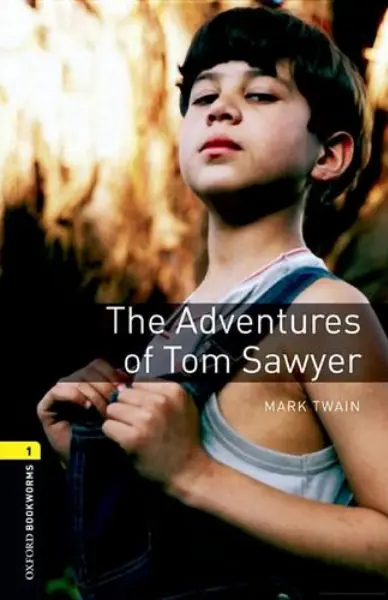 The Adventures
of Tom Sawyer
MARK TWAIN
1
OXFORD BOOKWORMS